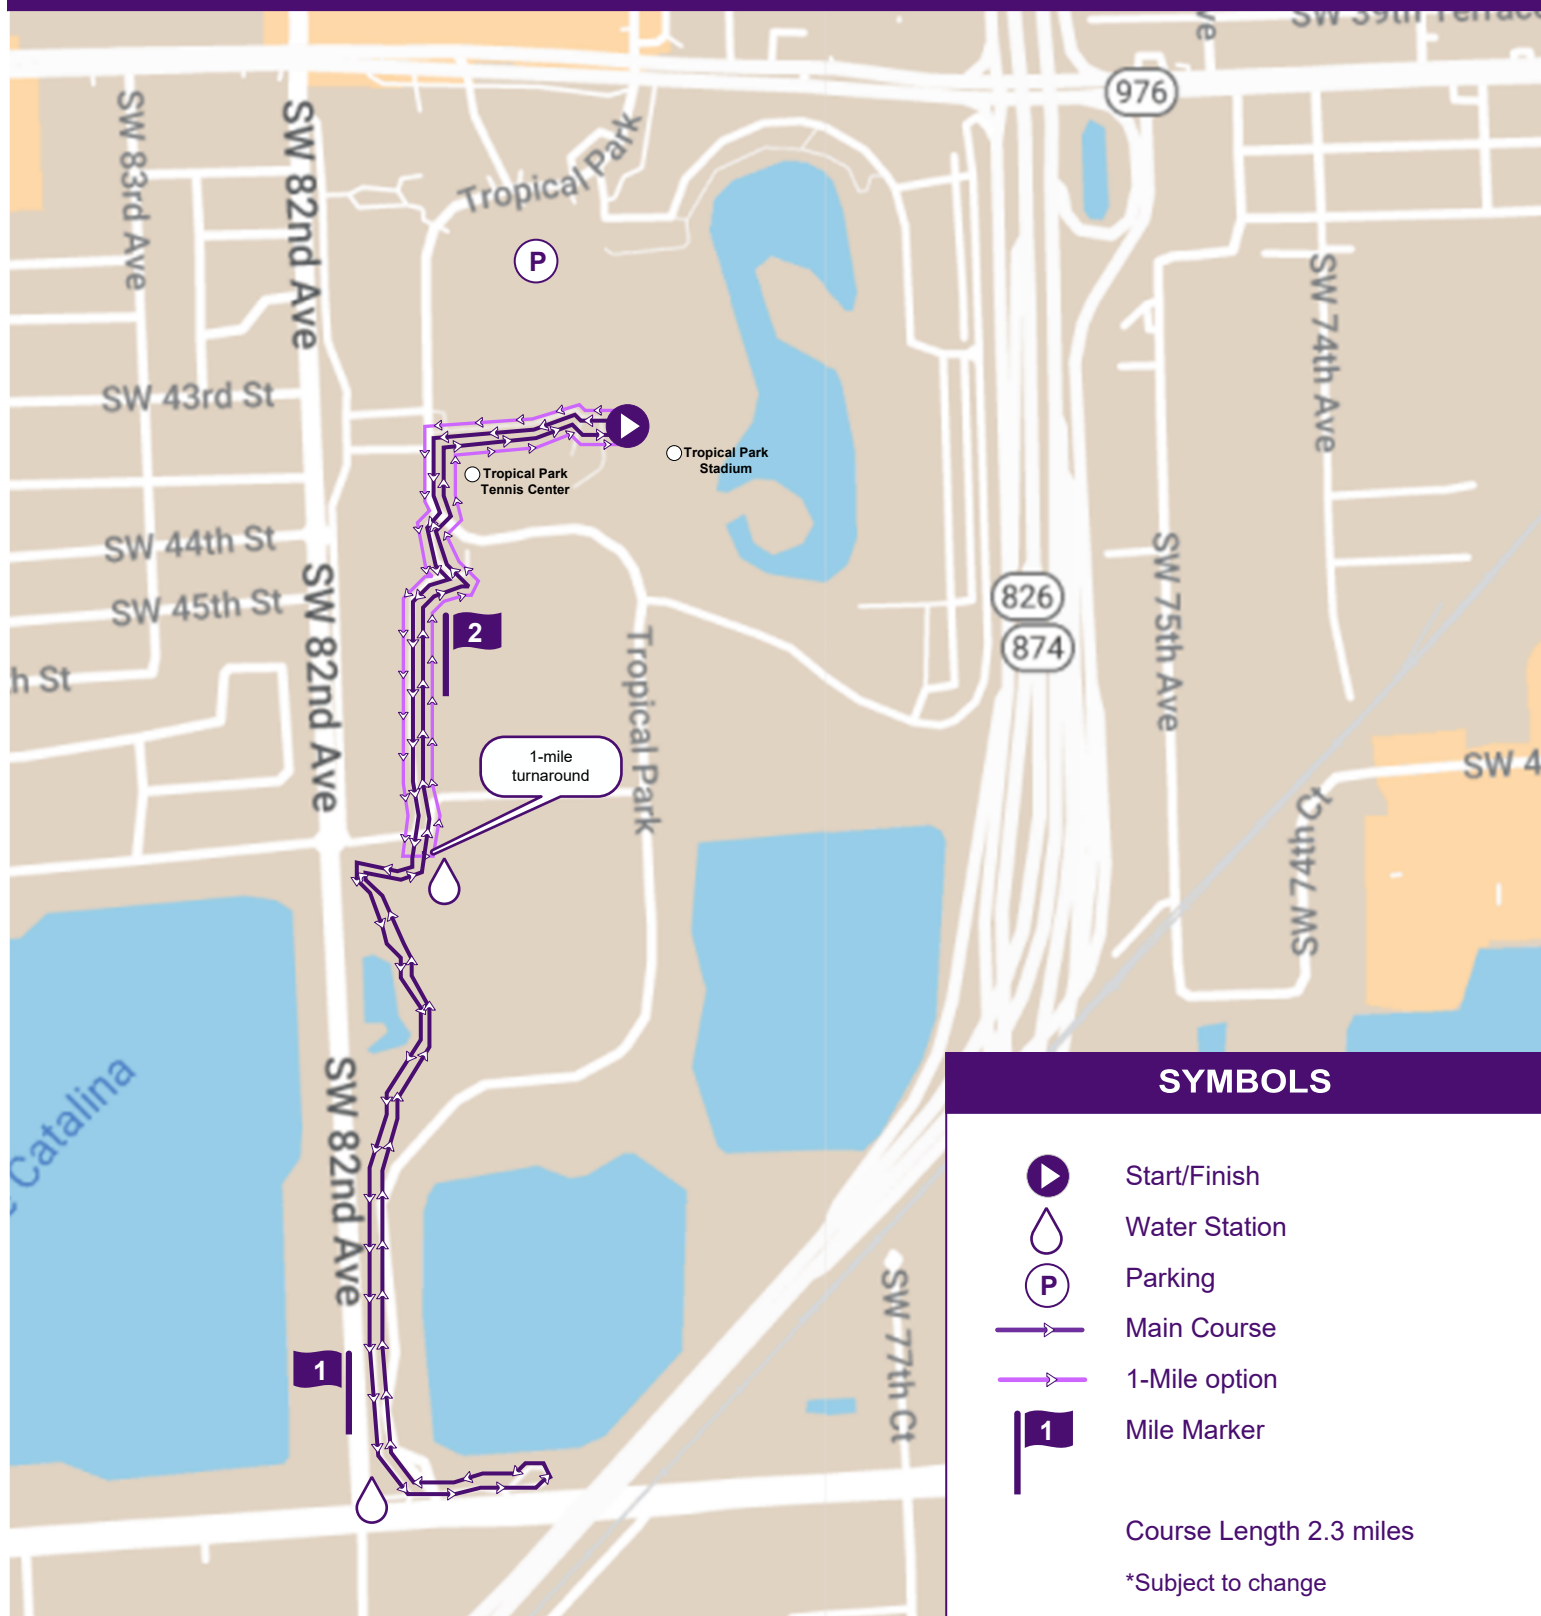 SW 39th Terrace
ve
976
SW 83rd Ave
SW 82nd Ave
Tropical Park
P
SW 74th Ave
SW 43rd St
Tropical Park
Stadium
Tropical Park
Tennis Center
SW 44th St
SW 45th St
SW 82nd Ave
826
874
SW 75th Ave
2
h St
Tropical Park
1-mile
turnaround
SW 4
SW 74th Ct
Catalina
SW 82nd Ave
SW 77th Ct
1
SYMBOLS
Start/Finish
Water Station
P
Parking
Main Course
1-Mile option
1
Mile Marker
Course Length 2.3 miles
*Subject to change